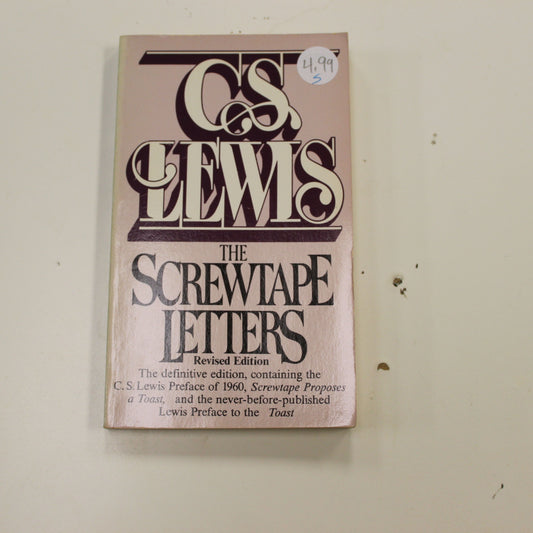 4.99
S
C.S.
LEWIS
THE
SCREWTAPE
LETTERS
Revised Edition
The definitive edition, containing the
C. S. Lewis Preface of 1960, Screwtape Proposes
a Toast, and the never-before-published
Lewis Preface to the Toast